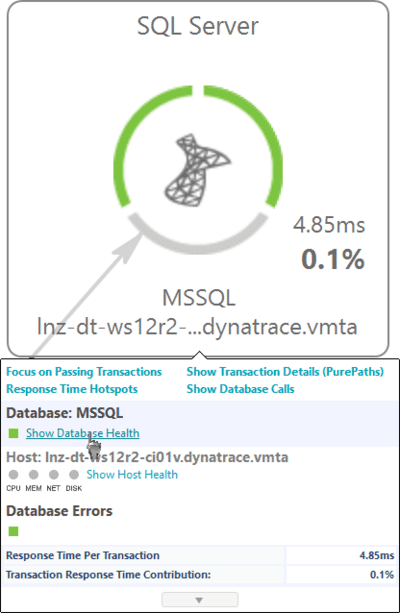 SQL Server
4.85ms
0.1%
MSSQL
lnz-dt-ws12r2-...dynatrace.vmta
Focus on Passing Transactions
Show Transaction Details (PurePaths)
Response Time Hotspots
Show Database Calls
Database: MSSQL
Show Database Health
Host: lnz-dt-ws12r2-ci01v.dynatrace.vmta
Show Host Health
CPU MEM NET DISK
Database Errors
Response Time Per Transaction 4.85ms
Transaction Response Time Contribution: 0.1%